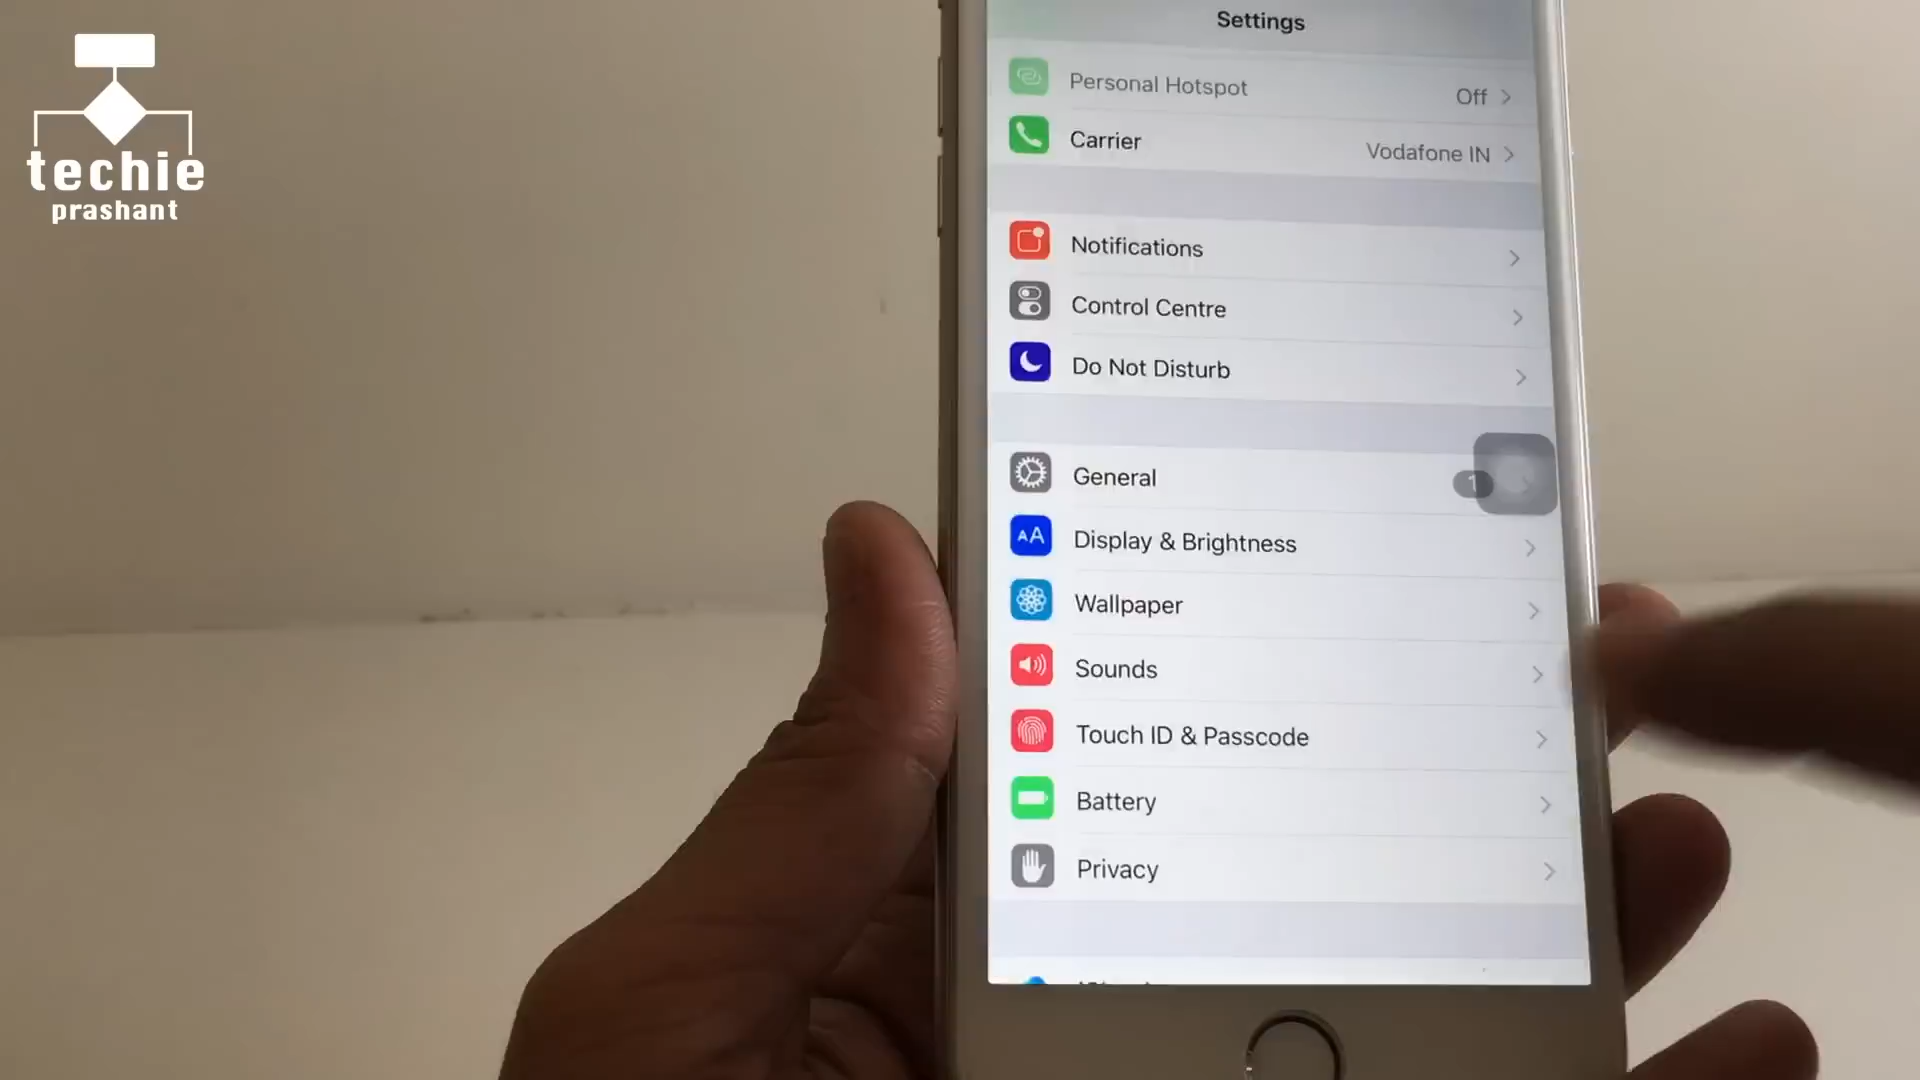 techie
prashant
Settings
Personal Hotspot Off
Carrier Vodafone IN
Notifications
Control Centre
Do Not Disturb
General 1
AA Display & Brightness
Wallpaper
Sounds
Touch ID & Passcode
Battery
Privacy